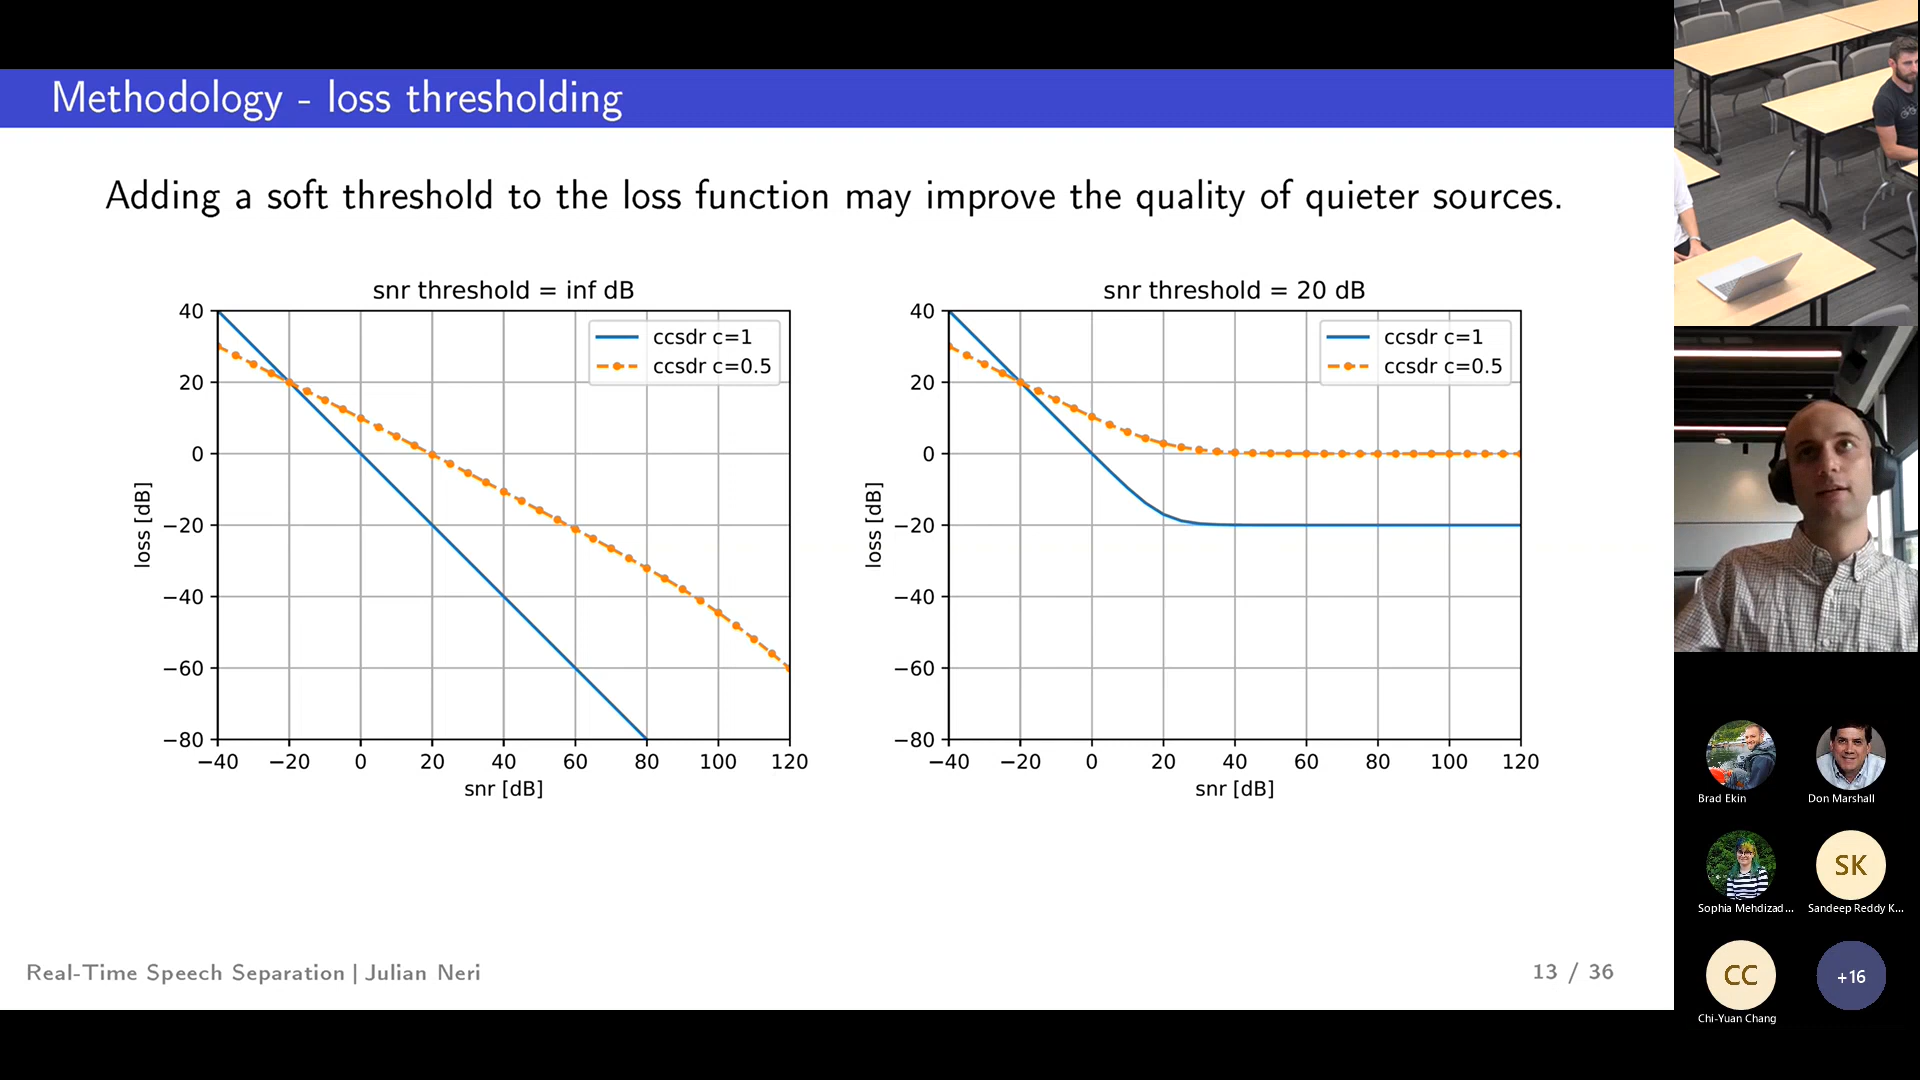 Methodology - loss thresholding
Adding a soft threshold to the loss function may improve the quality of quieter sources.
snr threshold = inf dB
ccsdr c=1
ccsdr c=0.5
40
20
0
−20
−40
−60
−80
loss [dB]
−40 −20 0 20 40 60 80 100 120
snr [dB]
snr threshold = 20 dB
ccsdr c=1
ccsdr c=0.5
40
20
0
−20
−40
−60
−80
loss [dB]
−40 −20 0 20 40 60 80 100 120
snr [dB]
Real-Time Speech Separation | Julian Neri
13 / 36
Brad Ekin
Don Marshall
Sophia Mehdizad...
SK
Sandeep Reddy K...
CC
Chi-Yuan Chang
+16